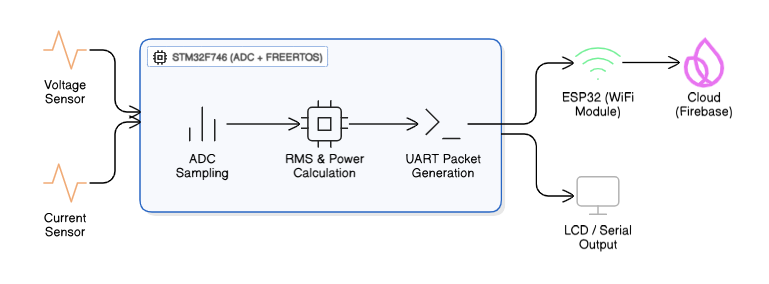 STM32F746 (ADC + FREERTOS)
Voltage
Sensor
Current
Sensor
ADC
Sampling
RMS & Power
Calculation
UART Packet
Generation
ESP32 (WiFi
Module)
Cloud
(Firebase)
LCD / Serial
Output